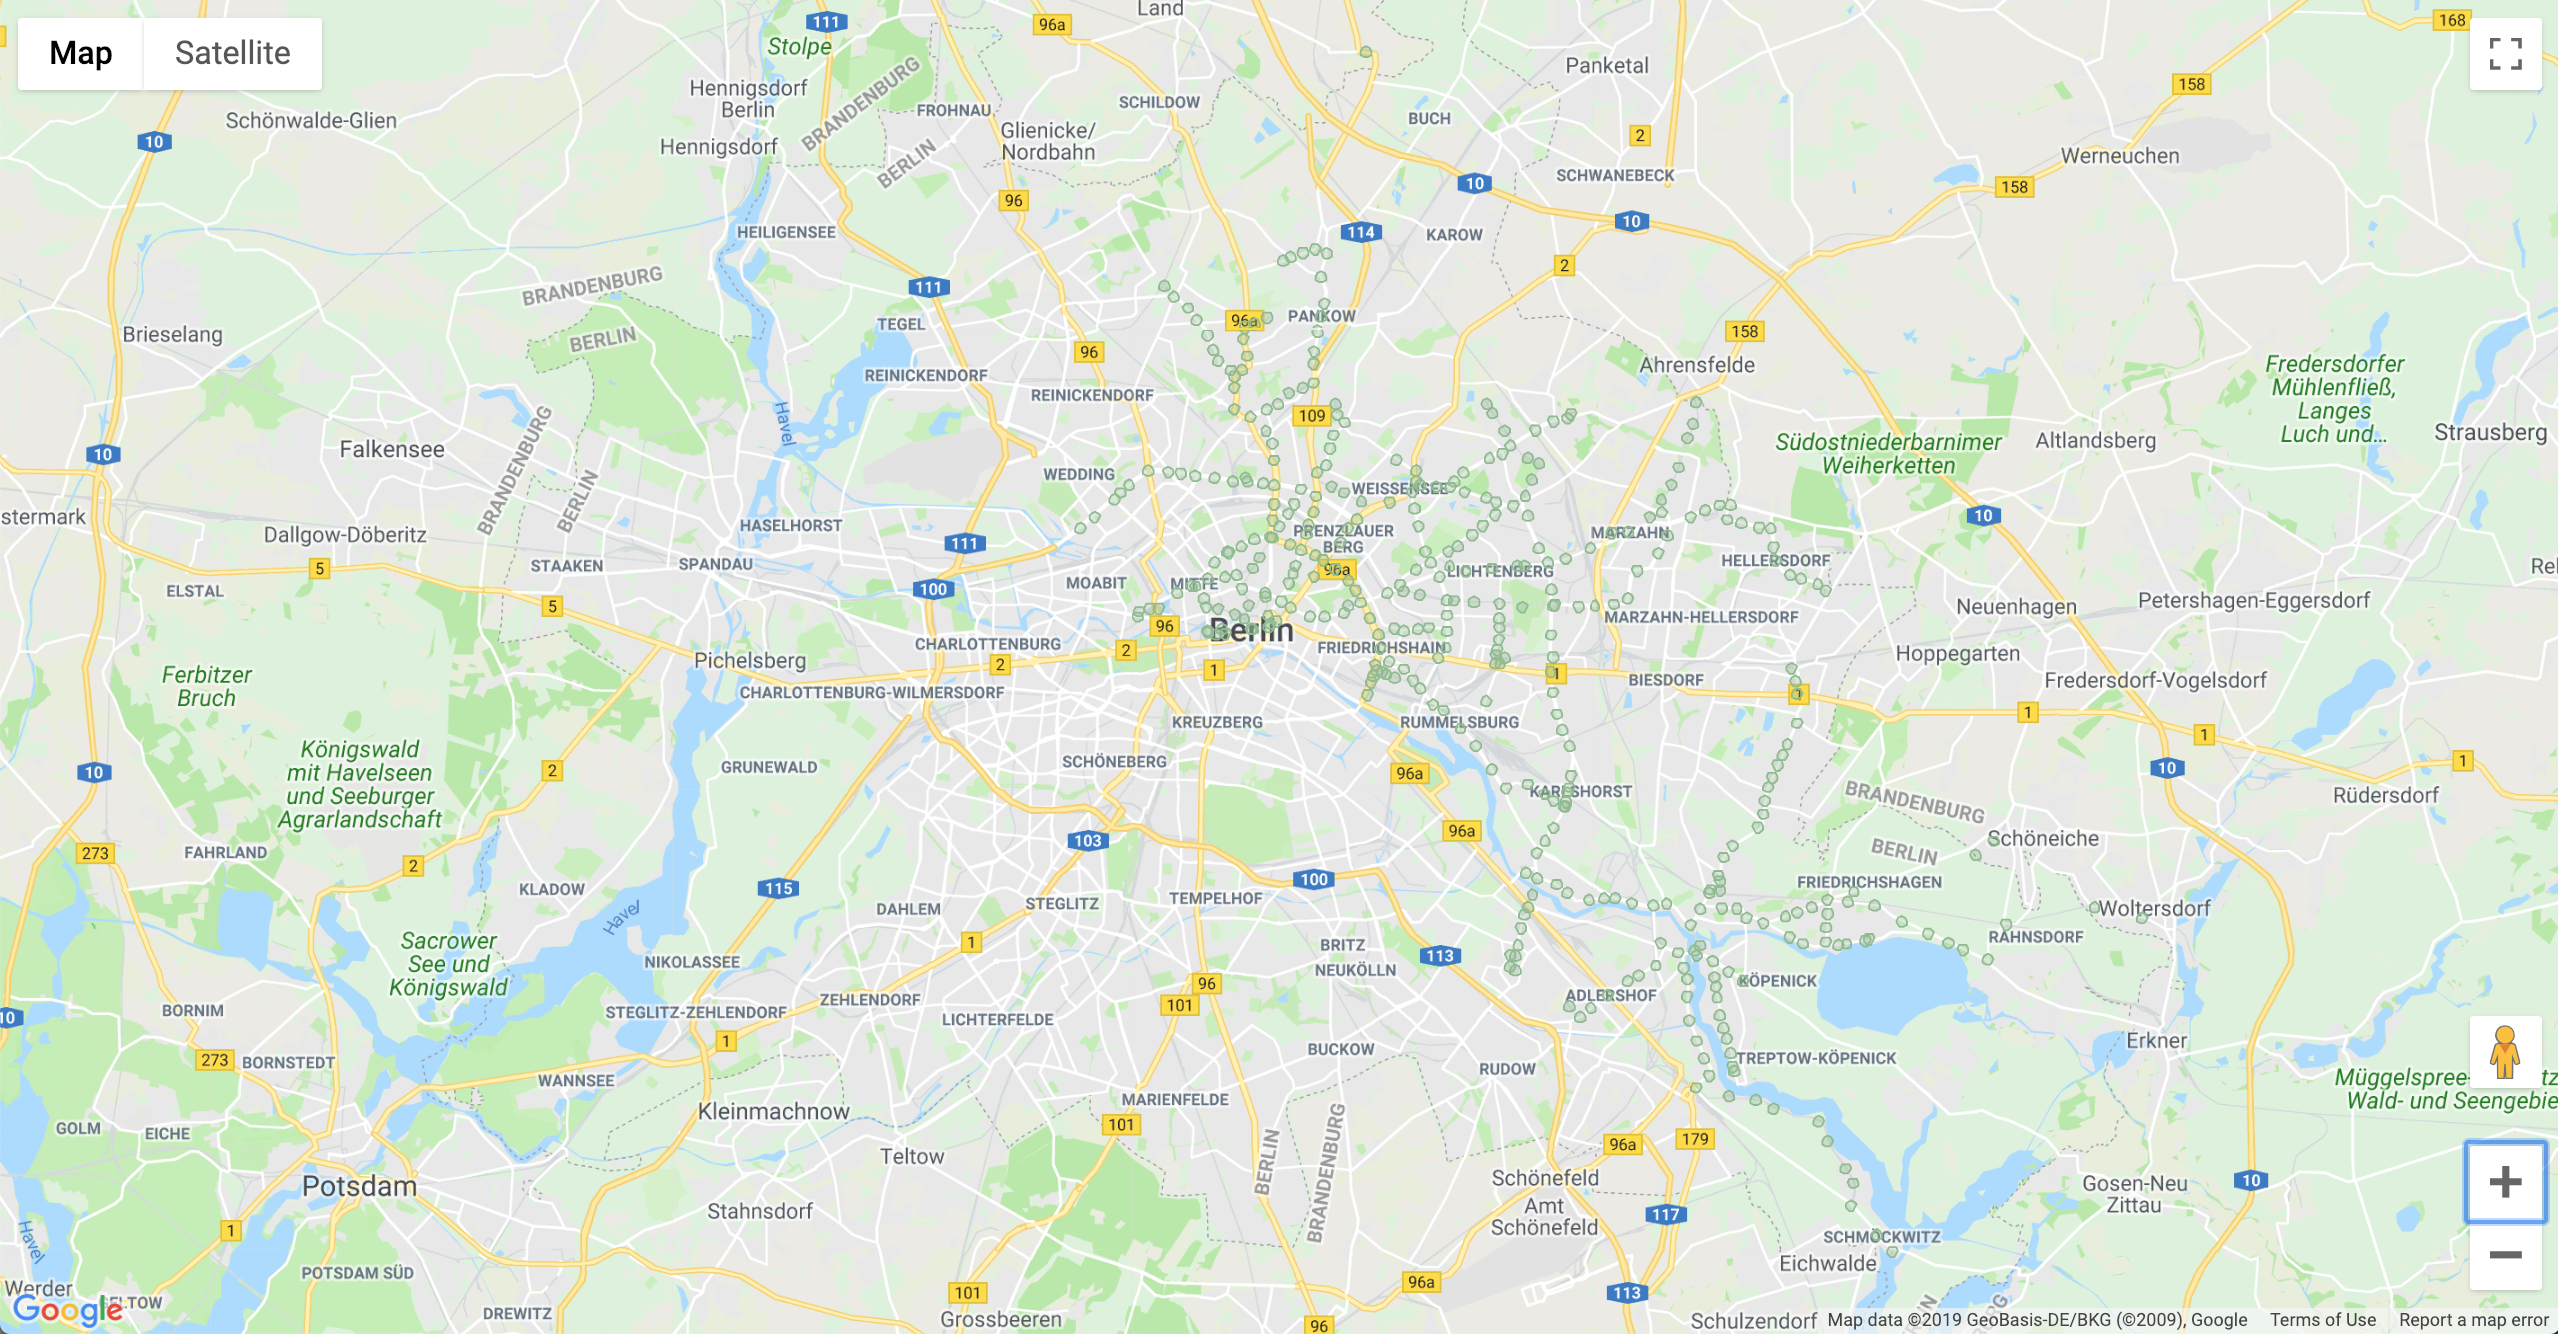 Map
Satellite
111
Stolpe
96a
Land
168
Panketal
158
Hennigsdorf
Berlin
BRANDENBURG
FROHNAU
SCHILDOW
BUCH
Schönwalde-Glien
10
Hennigsdorf
BERLIN
Glienicke/
Nordbahn
2
Werneuchen
10
SCHWANEBECK
158
96
HEILIGENSEE
114
KAROW
10
2
BRANDENBURG
111
Brieselang
BERLIN
TEGEL
96a
PANKOW
158
96
REINICKENDORF
REINICKENDORF
Ahrensfelde
Fredersdorfer
Mühlenfließ,
Langes
Luch und...
109
Havel
Falkensee
10
BRANDENBURG
BERLIN
WEDDING
WEISSENSEE
Südostniederbarnimer
Weiherketten
Altlandsberg
Strausberg
stermark
Dallgow-Döberitz
HASELHORST
111
PRENZLAUER
BERG
MARZAHN
10
5
STAAKEN
SPANDAU
ELSTAL
100
MOABIT
MITTE
96a
LICHTENBERG
HELLERSDORF
Rel
5
Neuenhagen
Petershagen-Eggersdorf
96
Berlin
MARZAHN-HELLERSDORF
CHARLOTTENBURG
2
2
FRIEDRICHSHAIN
Pichelsberg
1
1
BIESDORF
Hoppegarten
Fredersdorf-Vogelsdorf
Ferbitzer
Bruch
CHARLOTTENBURG-WILMERSDORF
1
KREUZBERG
RUMMELSBURG
1
1
Königswald
mit Havelseen
und Seeburger
Agrarlandschaft
10
2
GRUNEWALD
SCHÖNEBERG
96a
KARLSHORST
BRANDENBURG
10
1
Rüdersdorf
273
FAHRLAND
2
103
96a
BERLIN
Schöneiche
KLADOW
115
100
FRIEDRICHSHAGEN
Havel
DAHLEM
STEGLITZ
TEMPELHOF
Woltersdorf
Sacrower
See und
Königswald
1
BRITZ
NEUKÖLLN
113
RAHNSDORF
NIKOLASSEE
96
101
ADLERSHOF
KÖPENICK
10
BORNIM
STEGLITZ-ZEHLENDORF
ZEHLENDORF
LICHTERFELDE
1
273
BORNSTEDT
BUCKOW
RUDOW
TREPTOW-KÖPENICK
Erkner
WANNSEE
Kleinmachnow
MARIENFELDE
Müggelspree-
Wald- und Seengebie
GOLM
EICHE
101
BERLIN
BRANDENBURG
96a
179
Teltow
Potsdam
Stahnsdorf
Schönefeld
Amt
Schönefeld
117
Gosen-Neu
Zittau
10
1
Havel
SCHMÖCKWITZ
Eichwalde
POTSDAM SÜD
Werder
96a
101
113
DREWITZ
Grossbeeren
96
Schulzendorf
Google
Map data ©2019 GeoBasis-DE/BKG (©2009), Google
Terms of Use
Report a map error